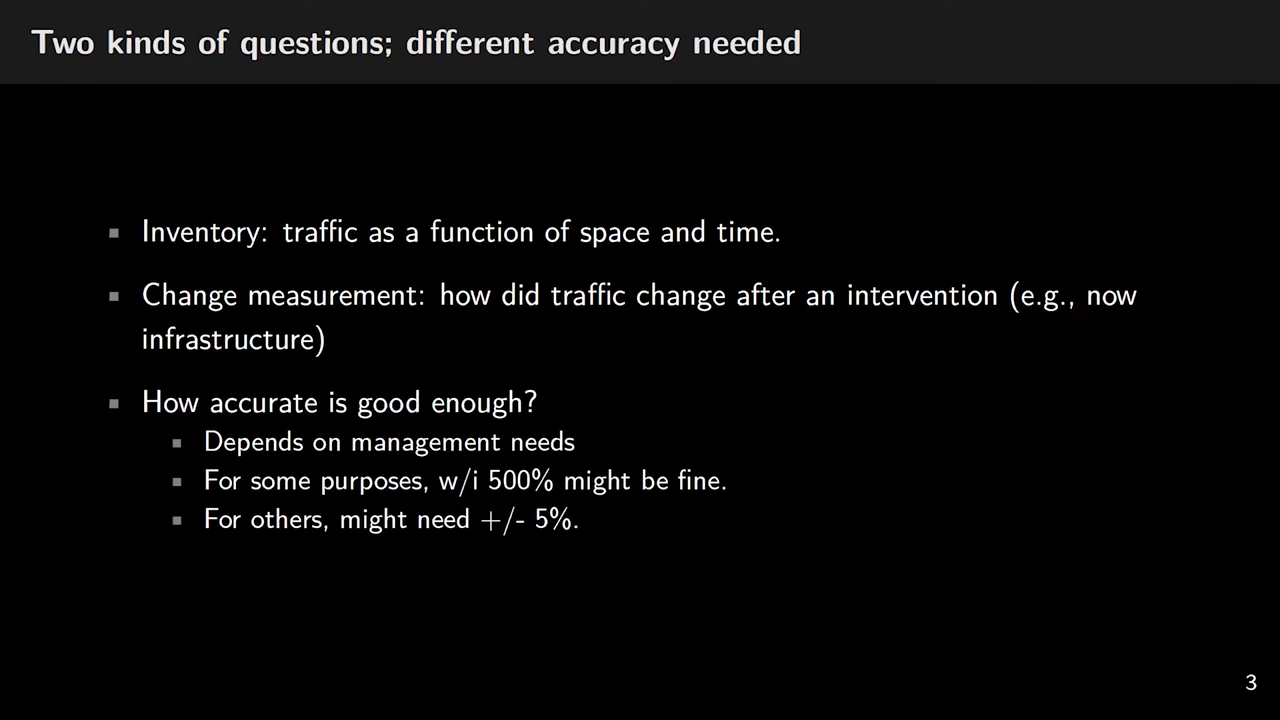 Two kinds of questions; different accuracy needed
Inventory: traffic as a function of space and time.
Change measurement: how did traffic change after an intervention (e.g., now
infrastructure)
How accurate is good enough?
Depends on management needs
For some purposes, w/i 500% might be fine.
For others, might need +/- 5%.
3